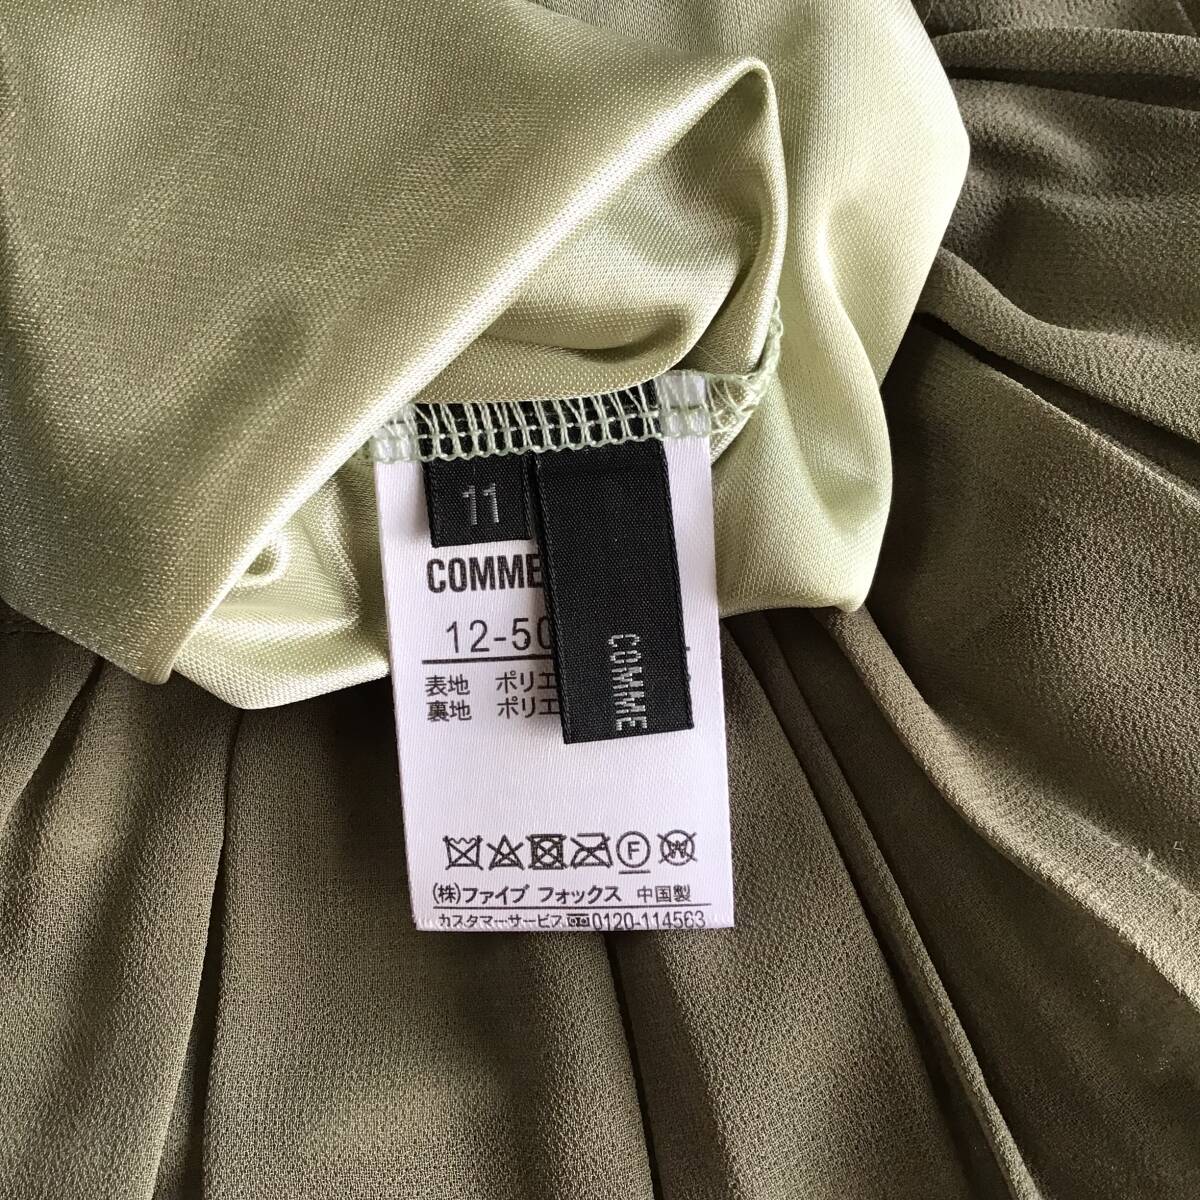 11
COMME
COMME
12-50
表地 ポリエ
裏地 ポリエ
F
W
(株)ファイブ フォックス 中国製
カスタマーサービス 0120-114563